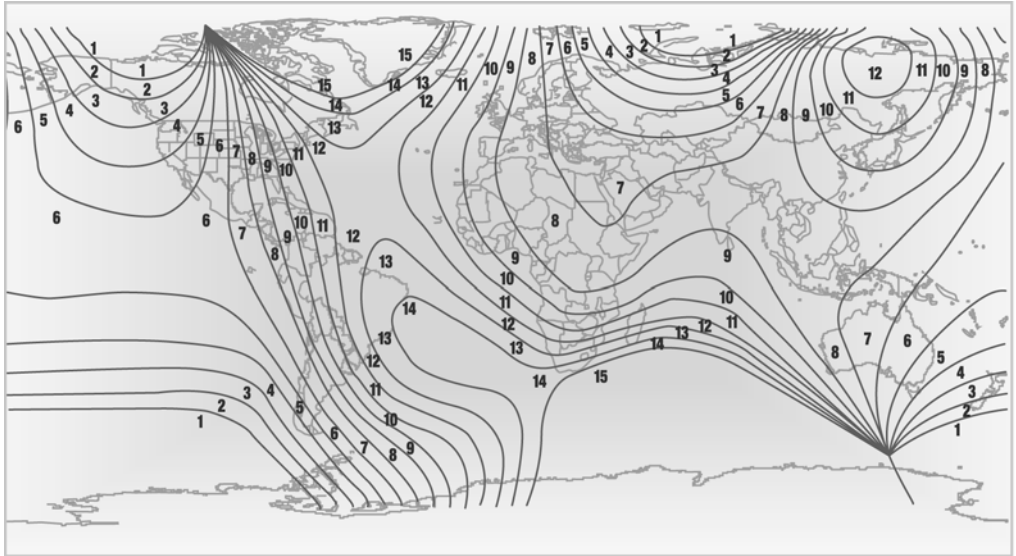 1 1
1 15 7 6 5 4 3 2 2
8
2 1 10 9 3 12 11 10 9 8
15 14 13 11 4
2 5
3 14 12 6 11
4 3 7 8 9 10
5 6 4 13
5 6 7 12
8 9 10 11
7
6 6 10 11 8
7 9 12
8 13 9 9
10
11 14 10
12 13 12 11
13 13 14 8 7 6
12 5
4
14 15
3 4 11 3
2 5 2
1 10 1
6
7 8 9